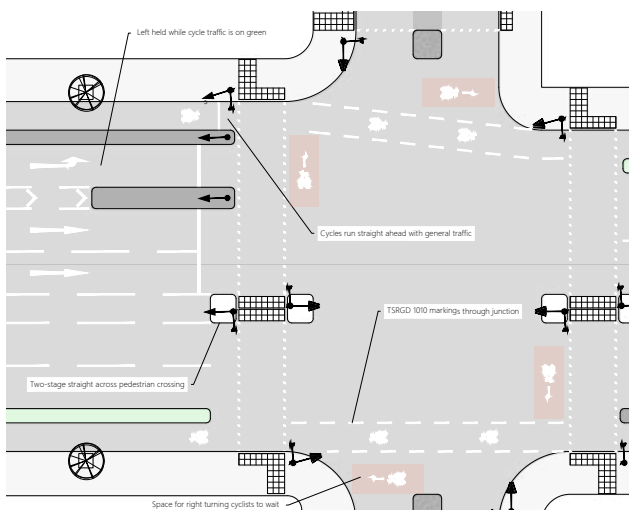 Left held while cycle traffic is on green
Cycles run straight ahead with general traffic
TSRGD 1010 markings through junction
Two-stage straight across pedestrian crossing
Space for right turning cyclists to wait